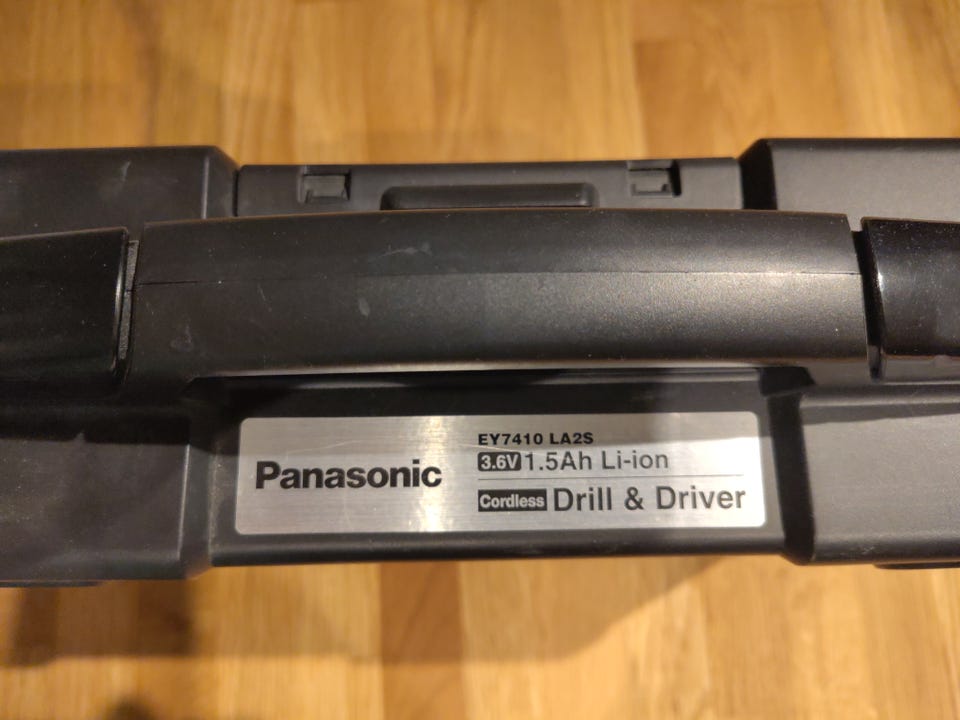 Panasonic
EY7410 LA2S
3.6V 1.5Ah Li-ion
Cordless Drill & Driver